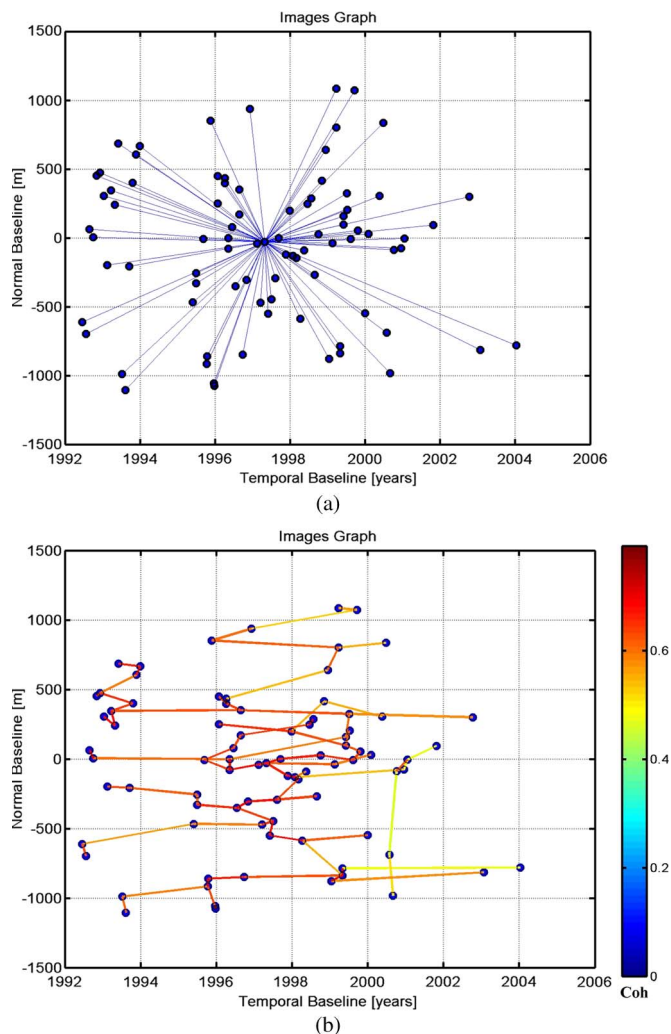 Images Graph
1500
1000
500
0
-500
-1000
-1500
Normal Baseline [m]
1992 1994 1996 1998 2000 2002 2004 2006
Temporal Baseline [years]
(a)
Images Graph
1500
1000
500
0
-500
-1000
-1500
Normal Baseline [m]
1992 1994 1996 1998 2000 2002 2004 2006
Temporal Baseline [years]
0.6
0.4
0.2
0
Coh
(b)